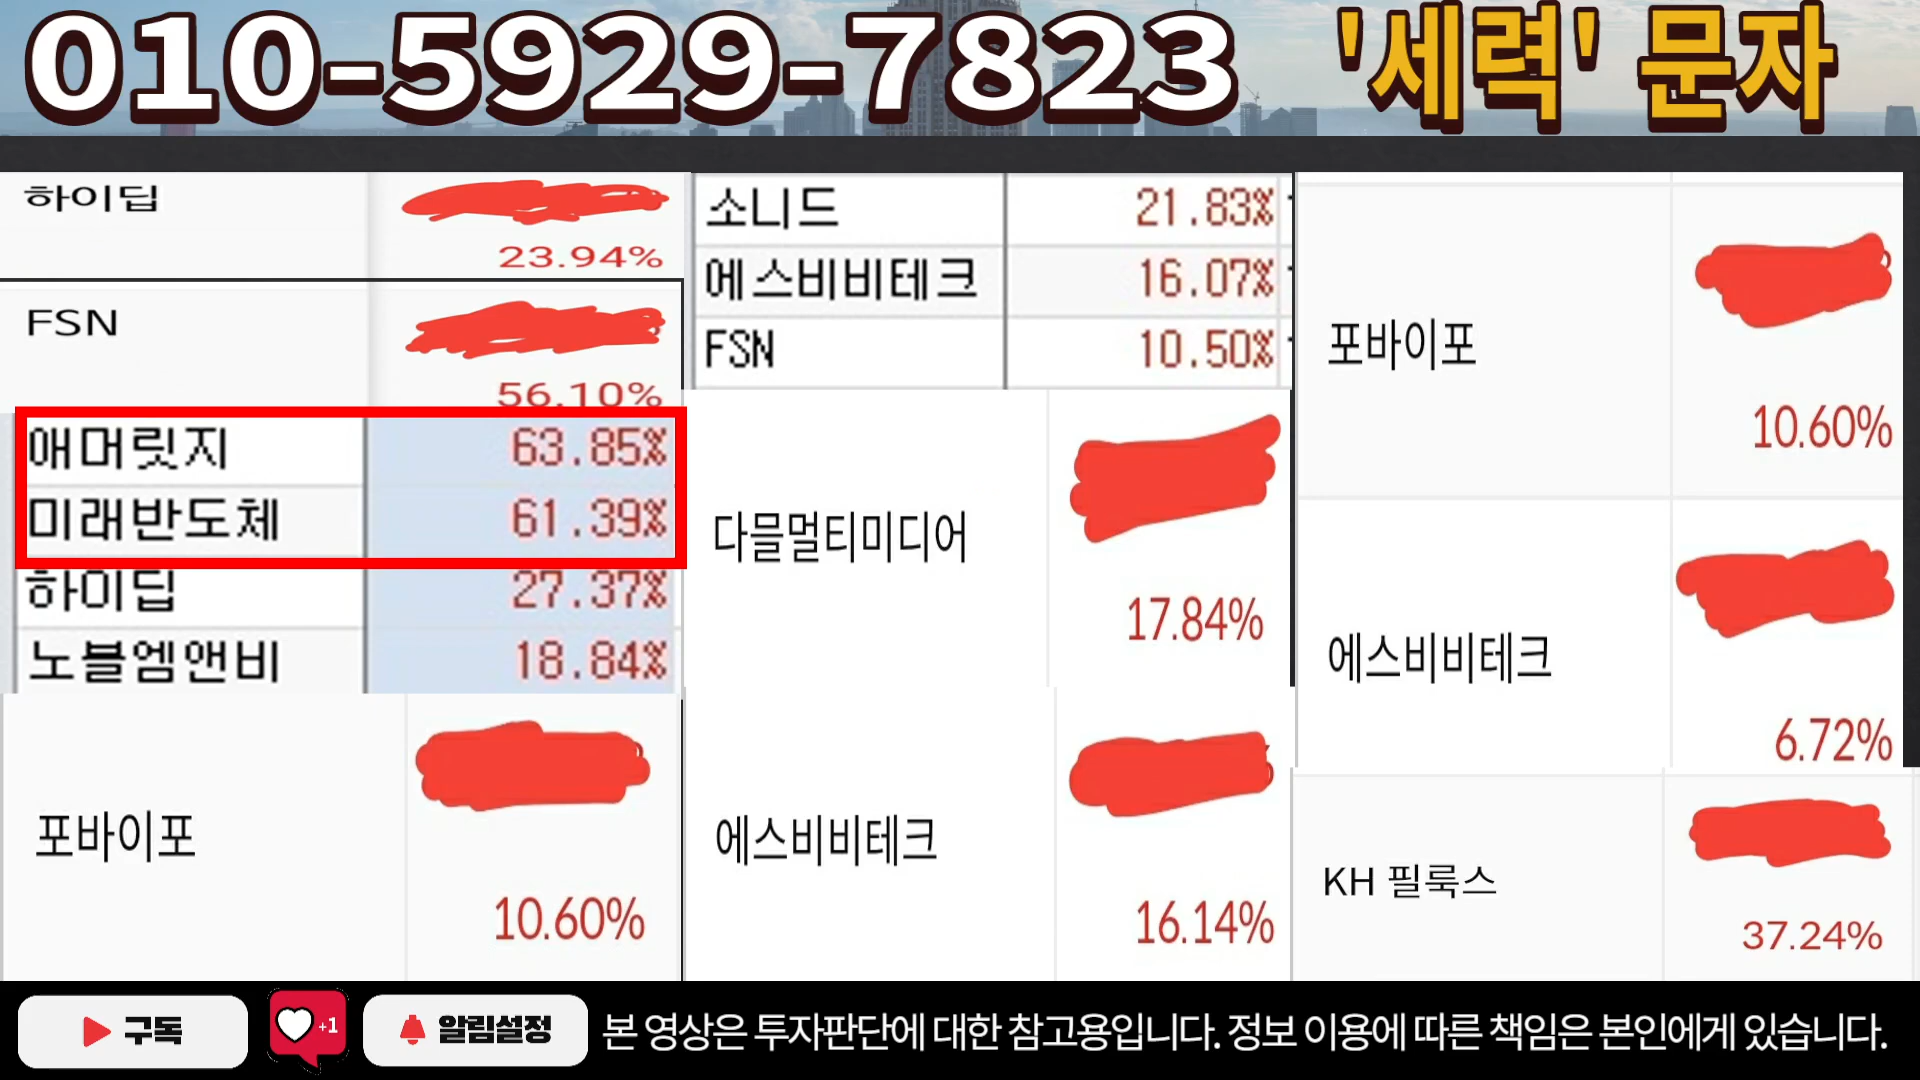 010-5929-7823 '세력' 문자
하이딥
23.94%
FSN
56.10%
애머릿지
63.85%
미래반도체
61.39%
하이딥
27.37%
노블엠앤비
18.84%
포바이포
10.60%
소니드
21.83%
에스비비테크
16.07%
FSN
10.50%
다믈멀티미디어
17.84%
에스비비테크
16.14%
포바이포
10.60%
에스비비테크
6.72%
KH 필룩스
37.24%
구독
+1
알림설정
본 영상은 투자판단에 대한 참고용입니다. 정보 이용에 따른 책임은 본인에게 있습니다.